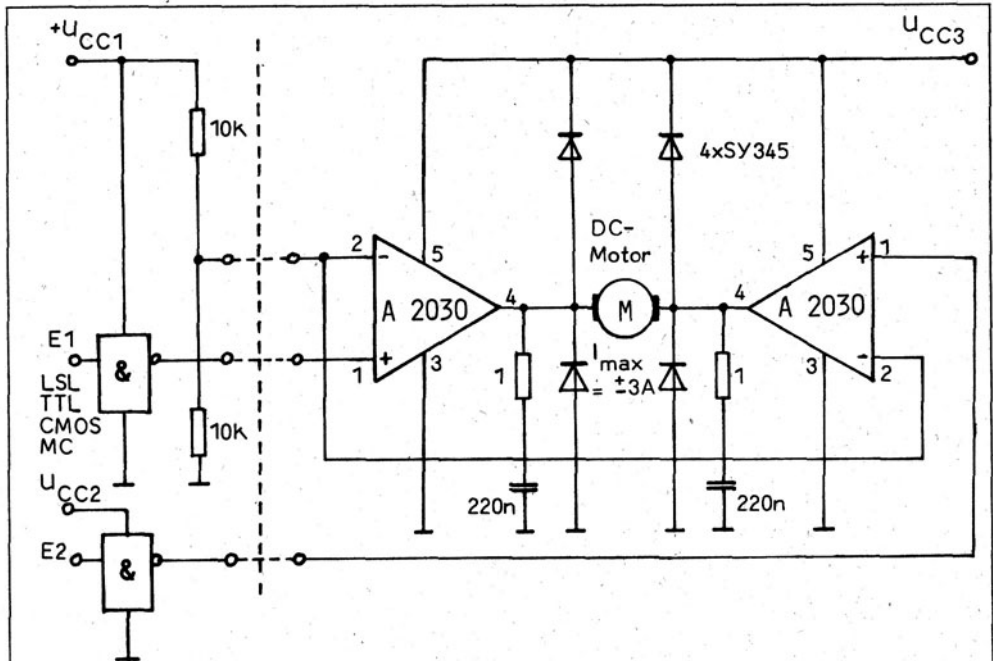 +U CC1
U CC3
10k
4xSY345
DC-
Motor
2
-
5
5
+
1
A 2030
4
M
4
A 2030
E1
&
LSL
TTL
CMOS
MC
1
+
3
1
I max
= ±3A
1
3
-
2
10k
U CC2
220n
220n
E2
&